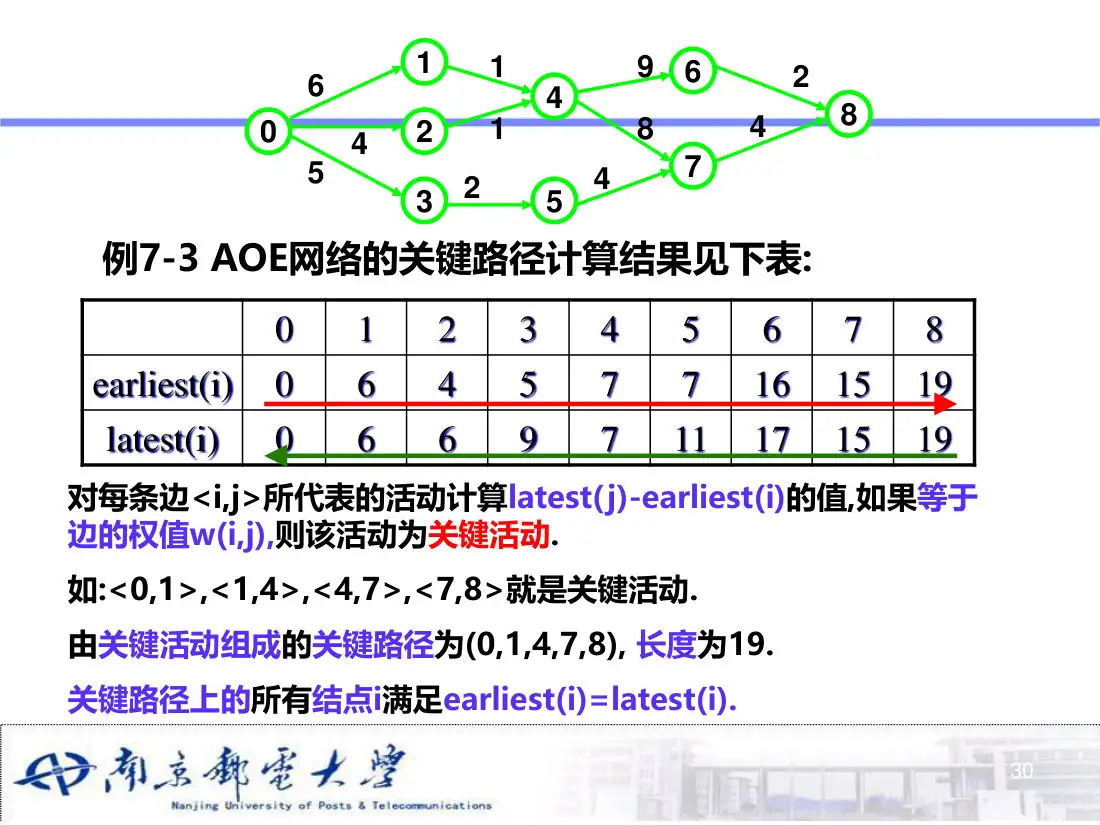 6 1 1 9 6 2
0 4 2 1 4 8 4 8
5 3 2 5 4 7
例7-3 AOE网络的关键路径计算结果见下表:
0 1 2 3 4 5 6 7 8
earliest(i) 0 6 4 5 7 7 16 15 19
latest(i) 0 6 6 9 7 11 17 15 19
对每条边<i,j>所代表的活动计算latest(j)-earliest(i)的值,如果等于
边的权值w(i,j),则该活动为关键活动.
如:<0,1>,<1,4>,<4,7>,<7,8>就是关键活动.
由关键活动组成的关键路径为(0,1,4,7,8), 长度为19.
关键路径上的所有结点i满足earliest(i)=latest(i).
南京邮电大学
Nanjing University of Posts & Telecommunications
30